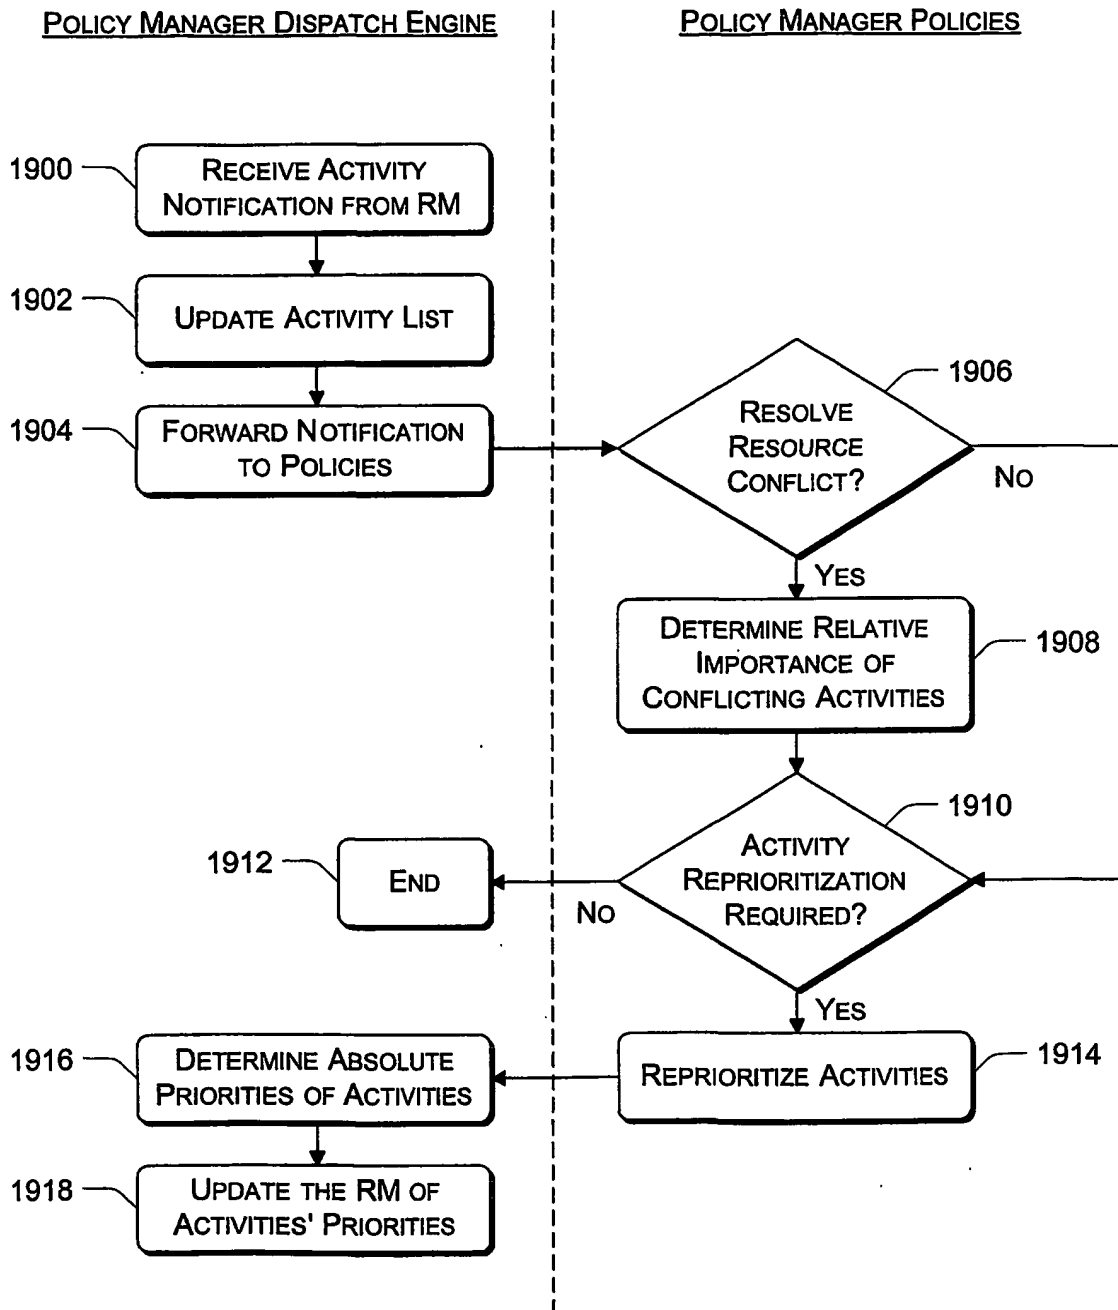 POLICY MANAGER DISPATCH ENGINE
POLICY MANAGER POLICIES
1900
RECEIVE ACTIVITY
NOTIFICATION FROM RM
1902
UPDATE ACTIVITY LIST
1904
FORWARD NOTIFICATION
TO POLICIES
1906
RESOLVE
RESOURCE
CONFLICT?
NO
YES
DETERMINE RELATIVE
IMPORTANCE OF
CONFLICTING ACTIVITIES
1908
1910
ACTIVITY
REPRIORITIZATION
REQUIRED?
1912
END
NO
YES
1914
REPRIORITIZE ACTIVITIES
1916
DETERMINE ABSOLUTE
PRIORITIES OF ACTIVITIES
1918
UPDATE THE RM OF
ACTIVITIES' PRIORITIES